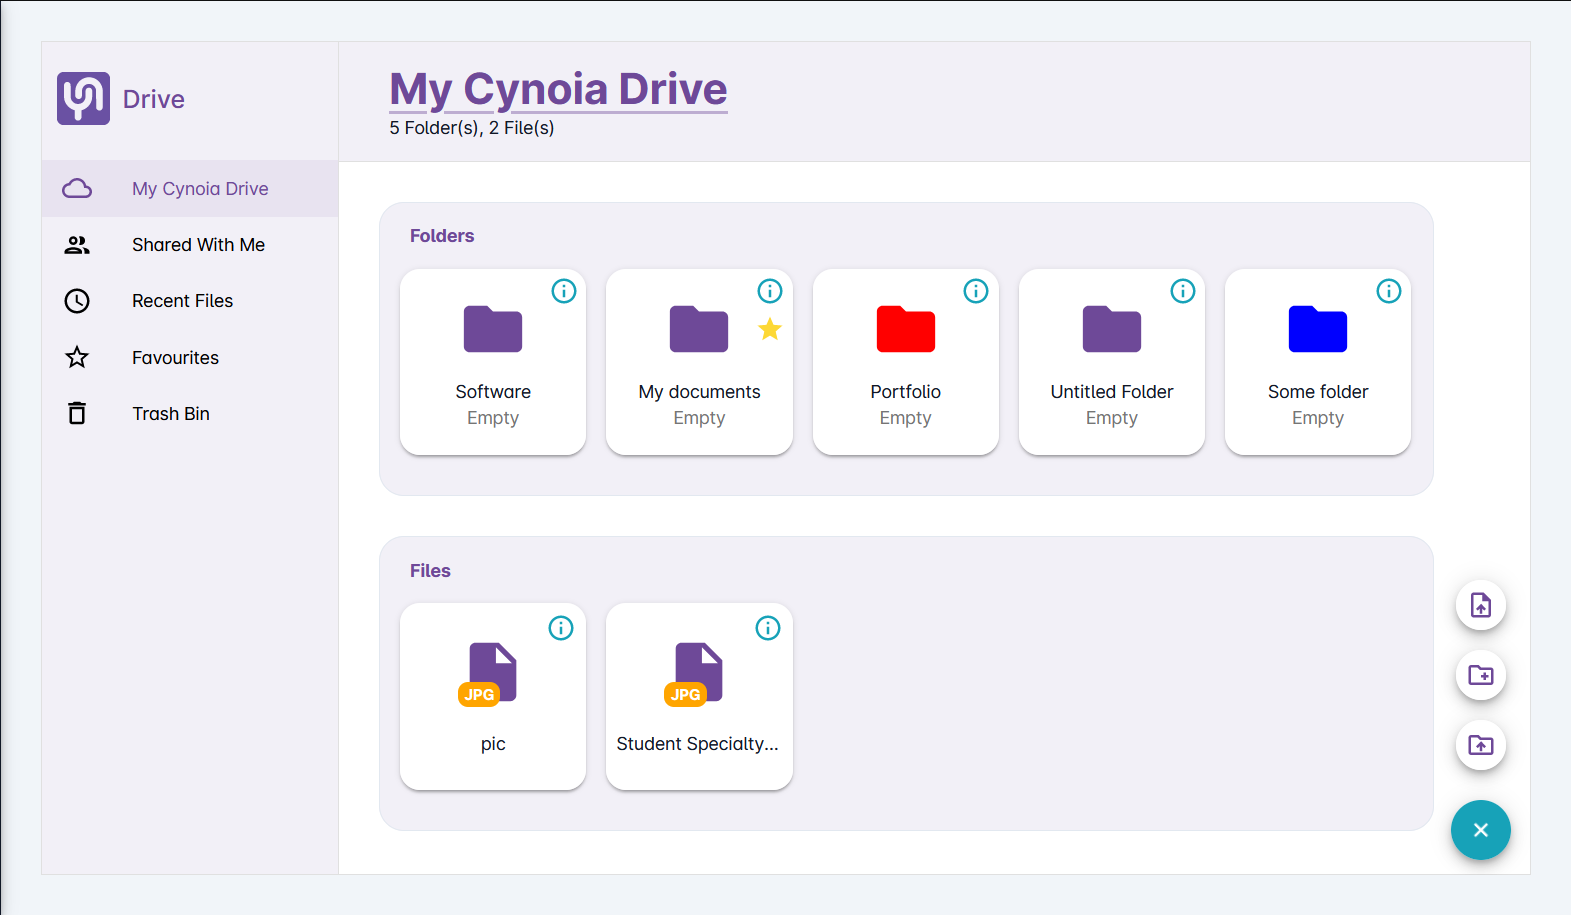 Drive
My Cynoia Drive
5 Folder(s), 2 File(s)
My Cynoia Drive
Shared With Me
Recent Files
Favourites
Trash Bin
Folders
Software
Empty
My documents
Empty
Portfolio
Empty
Untitled Folder
Empty
Some folder
Empty
Files
JPG
pic
JPG
Student Specialty...